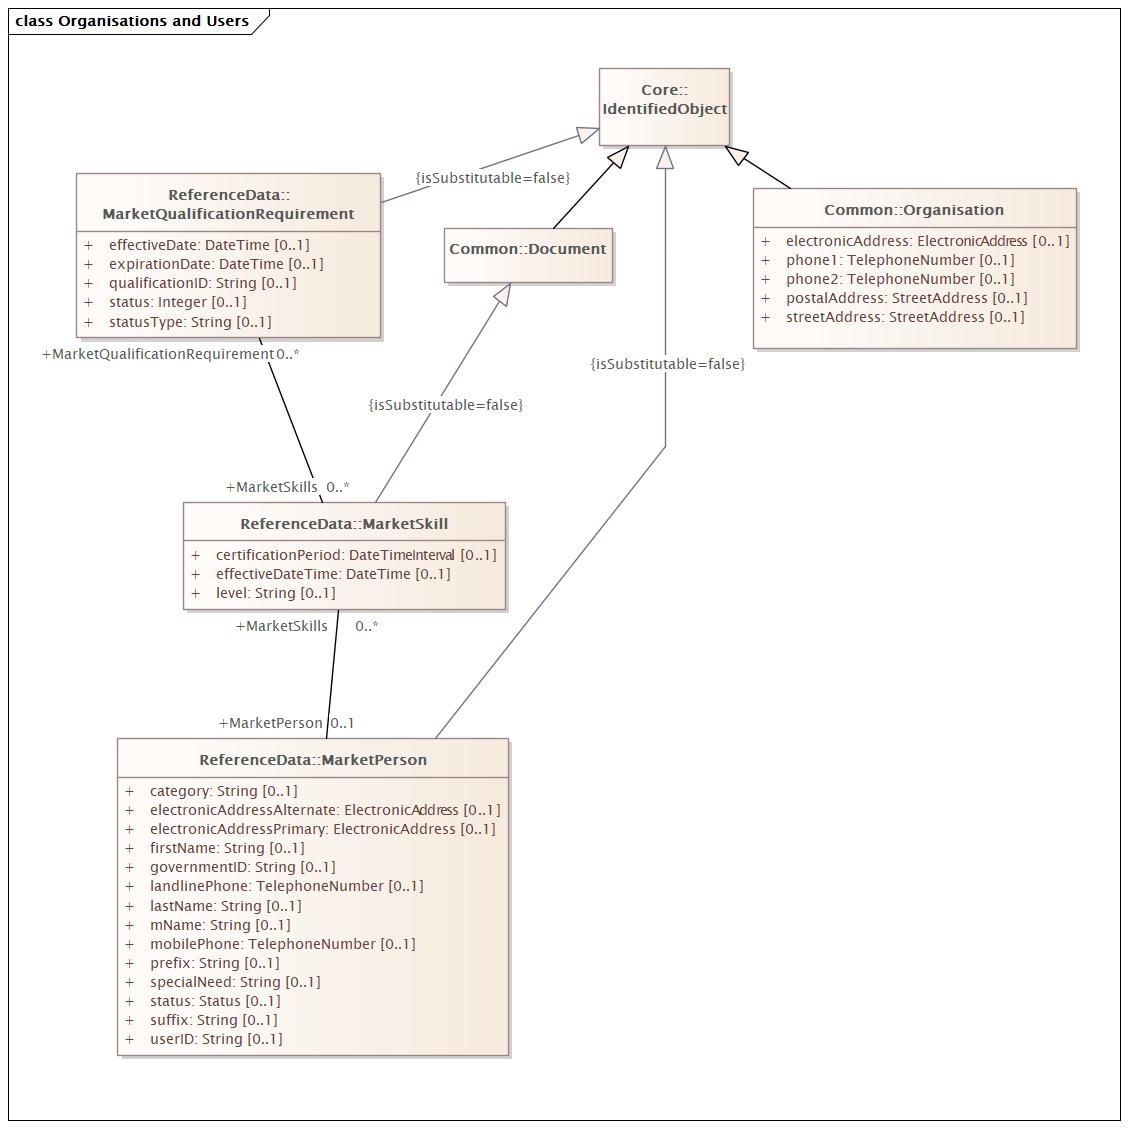 class Organisations and Users
Core::
IdentifiedObject
{isSubstitutable=false}
ReferenceData::
MarketQualificationRequirement
+ effectiveDate: DateTime [0..1]
+ expirationDate: DateTime [0..1]
+ qualificationID: String [0..1]
+ status: Integer [0..1]
+ statusType: String [0..1]
Common::Document
Common::Organisation
+ electronicAddress: ElectronicAddress [0..1]
+ phone1: TelephoneNumber [0..1]
+ phone2: TelephoneNumber [0..1]
+ postalAddress: StreetAddress [0..1]
+ streetAddress: StreetAddress [0..1]
+MarketQualificationRequirement 0..*
{isSubstitutable=false}
{isSubstitutable=false}
+MarketSkills 0..*
ReferenceData::MarketSkill
+ certificationPeriod: DateTimeInterval [0..1]
+ effectiveDateTime: DateTime [0..1]
+ level: String [0..1]
+MarketSkills 0..*
+MarketPerson 0..1
ReferenceData::MarketPerson
+ category: String [0..1]
+ electronicAddressAlternate: ElectronicAddress [0..1]
+ electronicAddressPrimary: ElectronicAddress [0..1]
+ firstName: String [0..1]
+ governmentID: String [0..1]
+ landlinePhone: TelephoneNumber [0..1]
+ lastName: String [0..1]
+ mName: String [0..1]
+ mobilePhone: TelephoneNumber [0..1]
+ prefix: String [0..1]
+ specialNeed: String [0..1]
+ status: Status [0..1]
+ suffix: String [0..1]
+ userID: String [0..1]